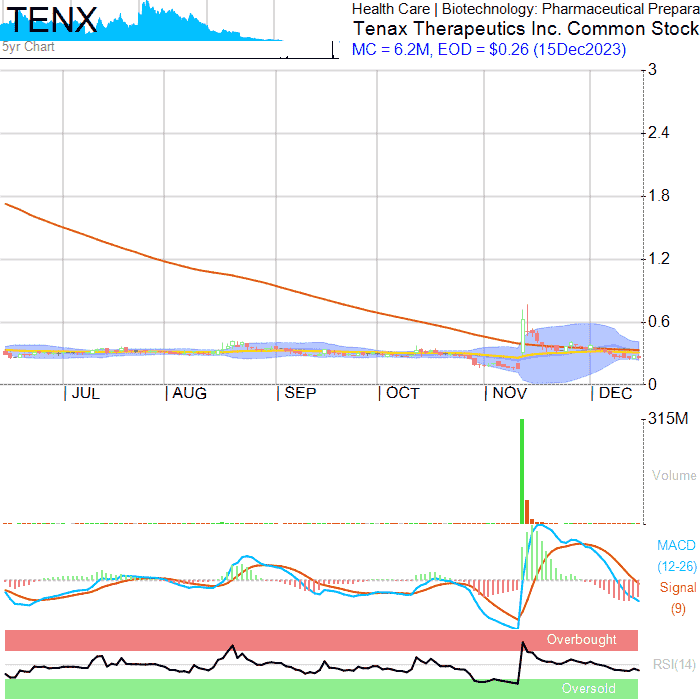 TENX
Health Care | Biotechnology: Pharmaceutical Prepara
Tenax Therapeutics Inc. Common Stock
5yr Chart
MC = 6.2M, EOD = $0.26 (15Dec2023)
3
2.4
1.8
1.2
0.6
0
JUL
AUG
SEP
OCT
NOV
DEC
315M
Volume
MACD
(12-26)
Signal
(9)
Overbought
RSI(14)
Oversold